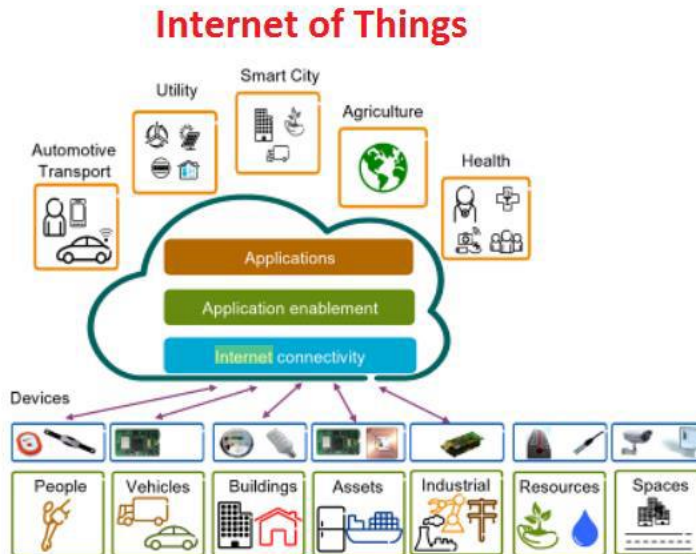 Internet of Things
Smart City
Utility
Agriculture
Automotive
Transport
Health
Applications
Application enablement
Internet connectivity
Devices
People
Vehicles
Buildings
Assets
Industrial
Resources
Spaces